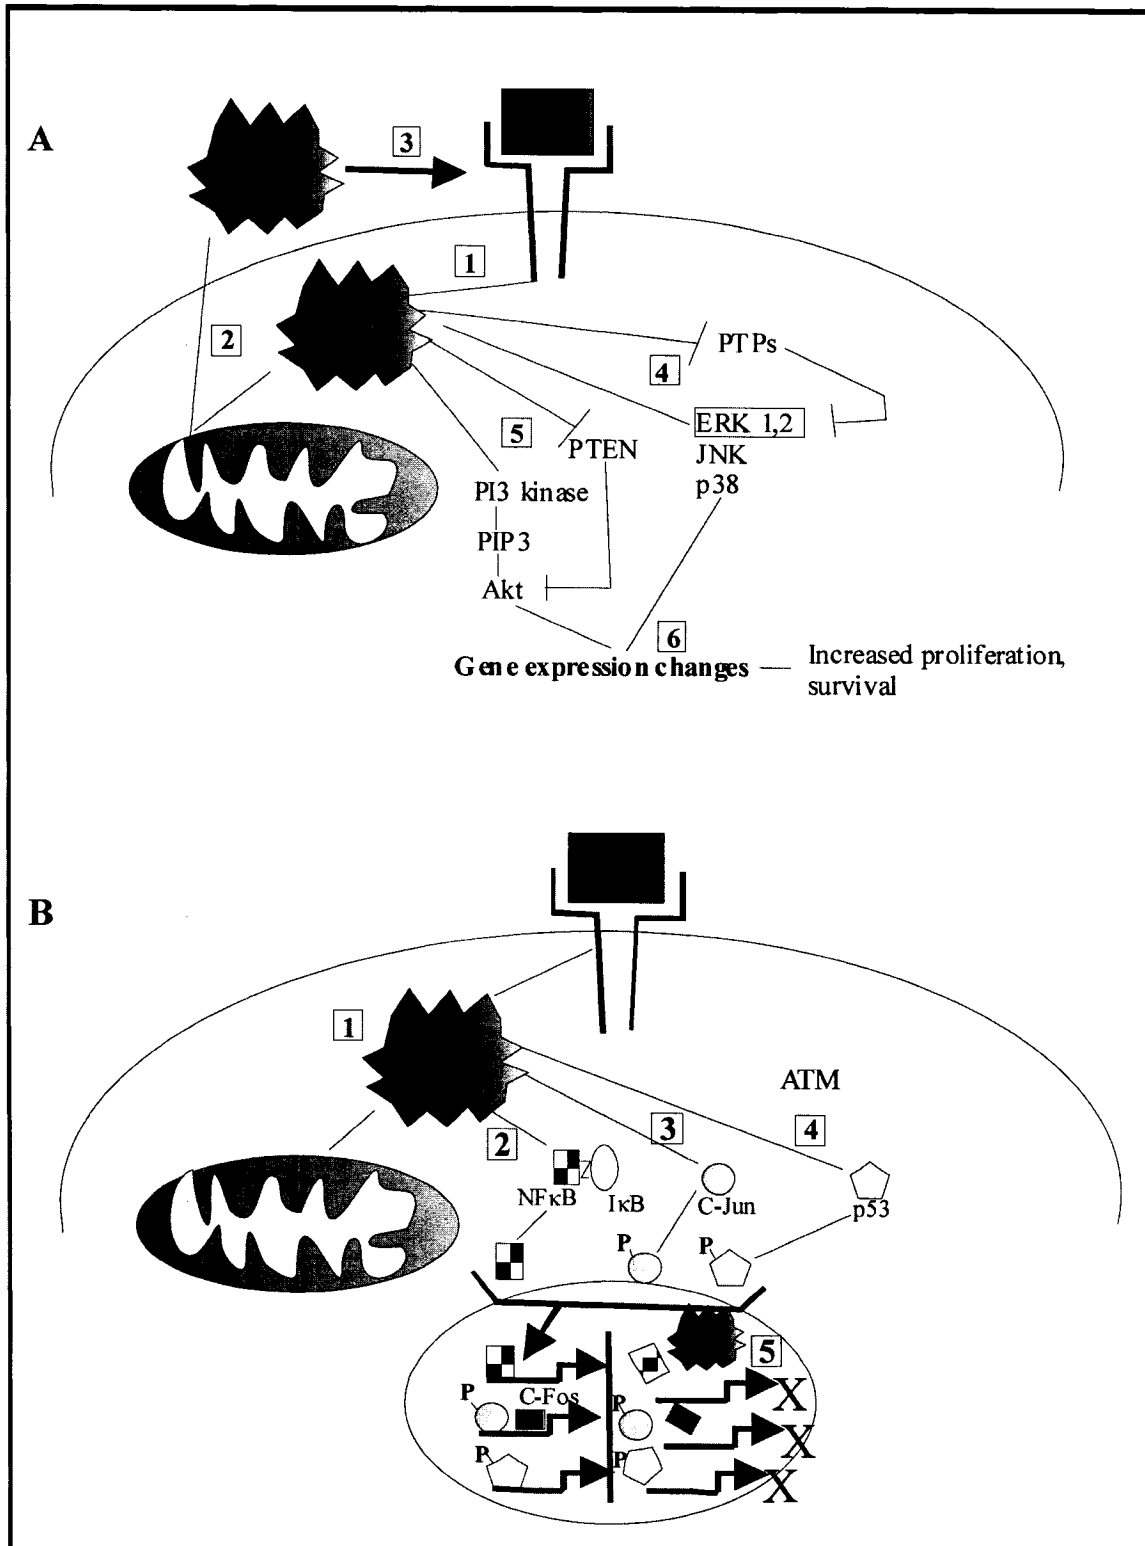 A
3
1
2
PTPs
4
ERK 1,2
5
PTEN
JNK
p38
PI3 kinase
PIP3
Akt
6
Gene expression changes
Increased proliferation,
survival
B
1
ATM
2
3
4
NFκB
IκB
C-Jun
p53
P
P
5
C-Fos
P
P
P
P
X
X
X